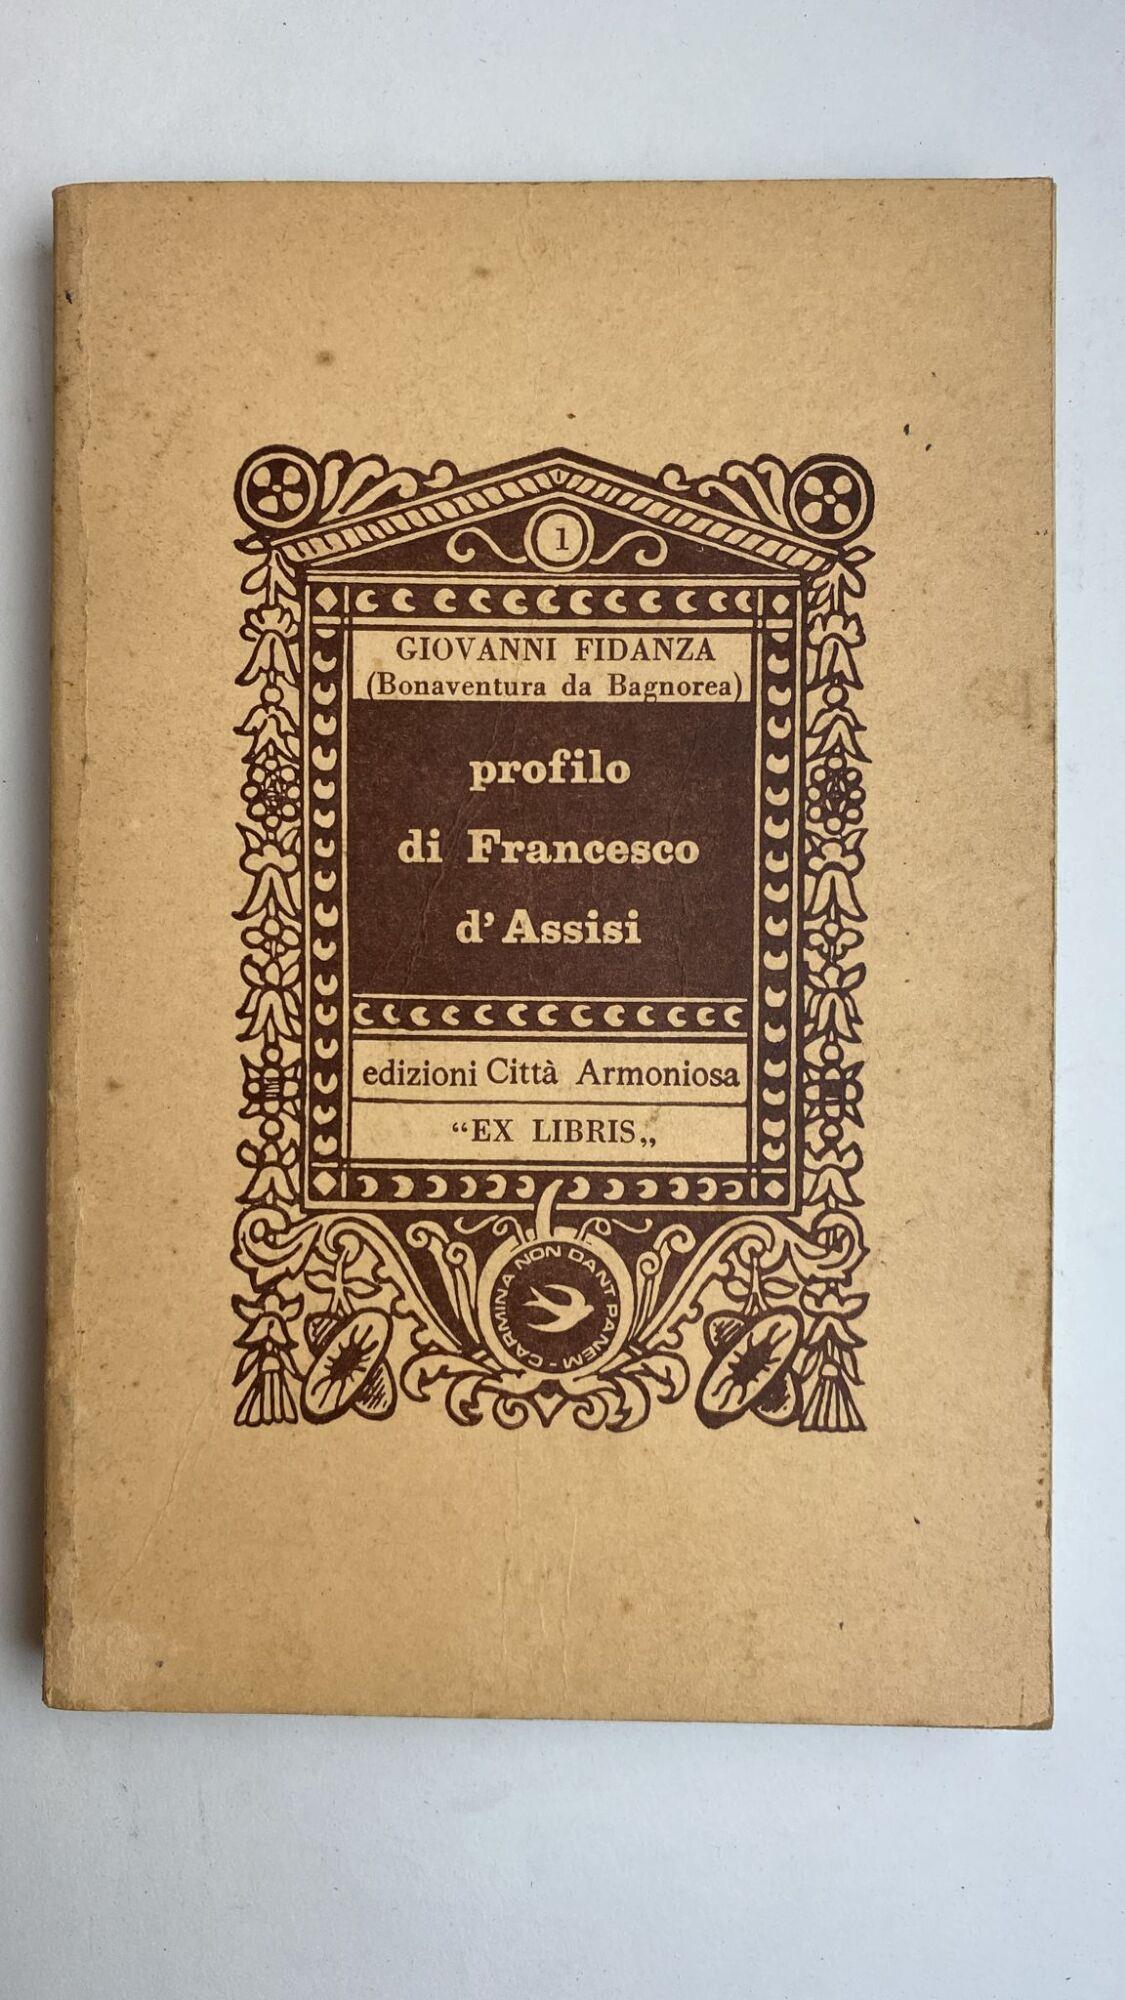 1
GIOVANNI FIDANZA
(Bonaventura da Bagnorea)
profilo
di Francesco
d'Assisi
edizioni Città Armoniosa
“EX LIBRIS„
CARMINA NON DANT PANEM -